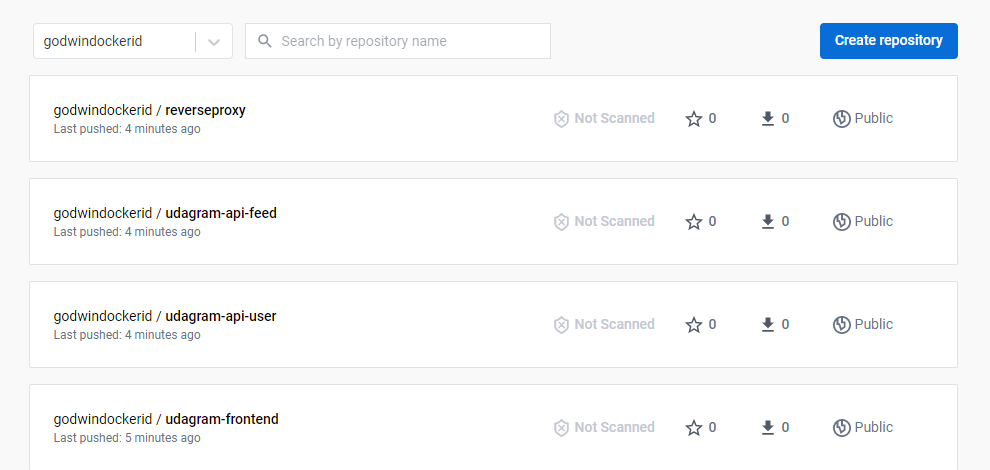 godwindockerid
Search by repository name
Create repository
godwindockerid / reverseproxy
Last pushed: 4 minutes ago
Not Scanned
0
0
Public
godwindockerid / udagram-api-feed
Last pushed: 4 minutes ago
Not Scanned
0
0
Public
godwindockerid / udagram-api-user
Last pushed: 4 minutes ago
Not Scanned
0
0
Public
godwindockerid / udagram-frontend
Last pushed: 5 minutes ago
Not Scanned
0
0
Public